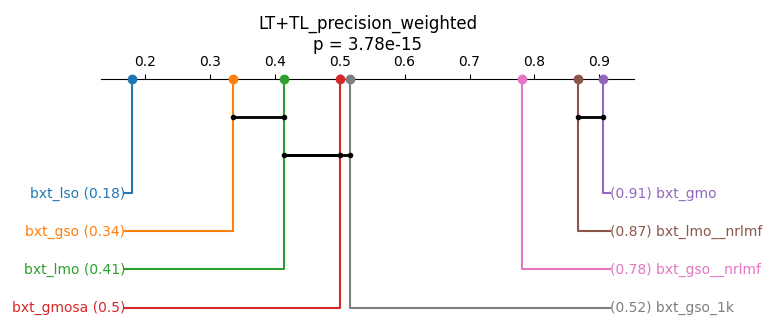 LT+TL_precision_weighted
p = 3.78e-15
0.2 0.3 0.4 0.5 0.6 0.7 0.8 0.9
bxt_lso (0.18) (0.91) bxt_gmo
bxt_gso (0.34) (0.87) bxt_lmo__nrlmf
bxt_lmo (0.41) (0.78) bxt_gso__nrlmf
bxt_gmosa (0.5) (0.52) bxt_gso_1k